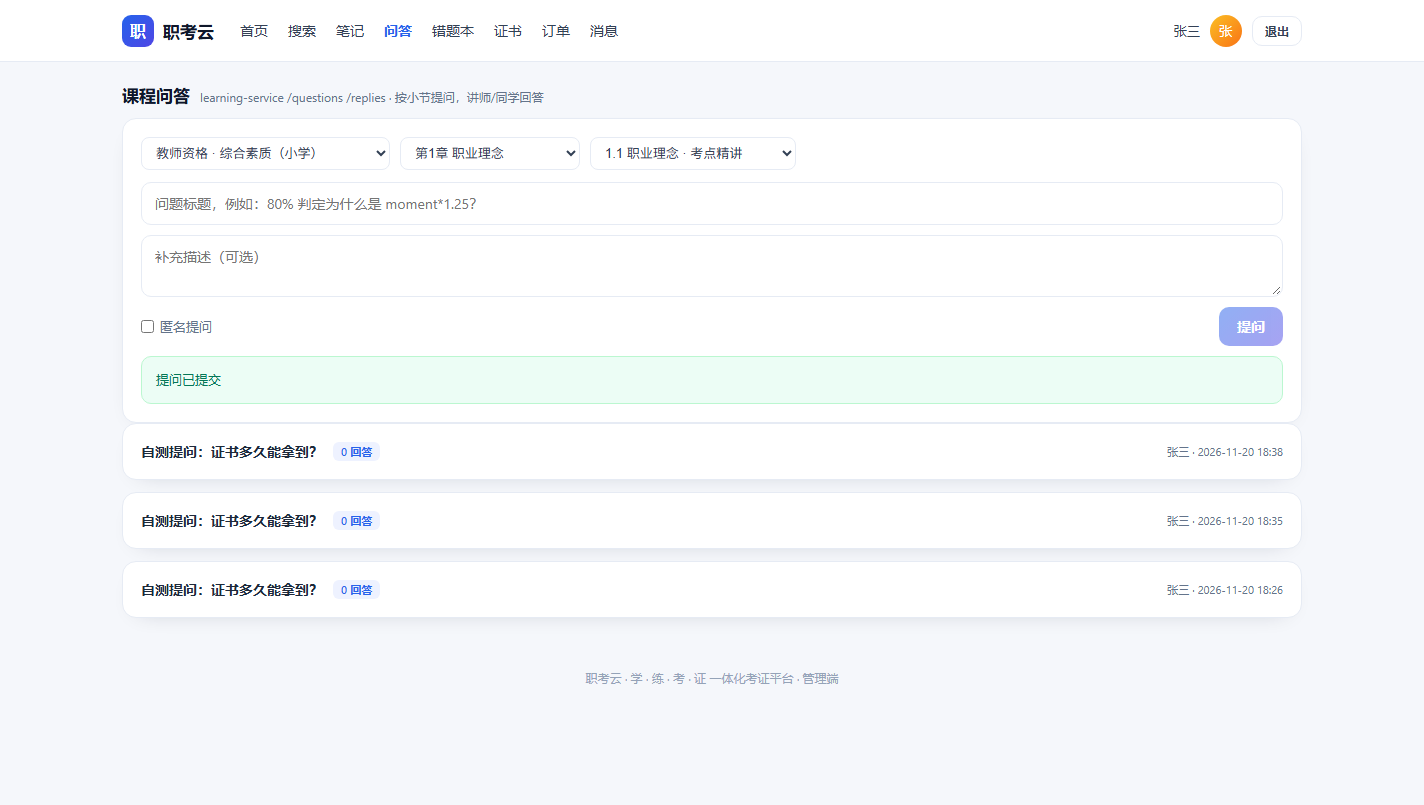 职 职考云 首页 搜索 笔记 问答 错题本 证书 订单 消息 张三 张 退出
课程问答 learning-service /questions /replies · 按小节提问，讲师/同学回答
教师资格 · 综合素质（小学） 第1章 职业理念 1.1 职业理念 · 考点精讲
问题标题，例如：80% 判定为什么是 moment*1.25？
补充描述（可选）
匿名提问 提问
提问已提交
自测提问：证书多久能拿到？ 0 回答 张三 · 2026-11-20 18:38
自测提问：证书多久能拿到？ 0 回答 张三 · 2026-11-20 18:35
自测提问：证书多久能拿到？ 0 回答 张三 · 2026-11-20 18:26
职考云 · 学 · 练 · 考 · 证 一体化考证平台 · 管理端